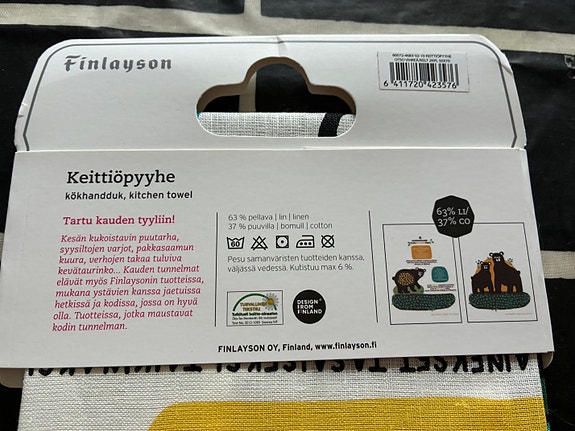 Finlayson
6 411720 423576
Keittiöpyyhe
kökhandduk, kitchen towel
Tartu kauden tyyliin!
Kesän kukoistavin puutarha,
syysiltojen varjot, pakkasaamun
kuura, verhojen takaa tulviva
kevätaurinko... Kauden tunnelmat
elävät myös Finlaysonin tuotteissa,
mukana ystävien kanssa jaetuissa
hetkissä ja kodissa, jossa on hyvä
olla. Tuotteissa, jotka maustavat
kodin tunnelman.
63 % pellava | lin | linen
37 % puuvilla | bomull | cotton
60
Pesu samanväristen tuotteiden kanssa,
väljässä vedessä. Kutistuu max 6 %.
DESIGN
FROM
FINLAND
63% LI/
37% CO
FINLAYSON OY, Finland, www.finlayson.fi